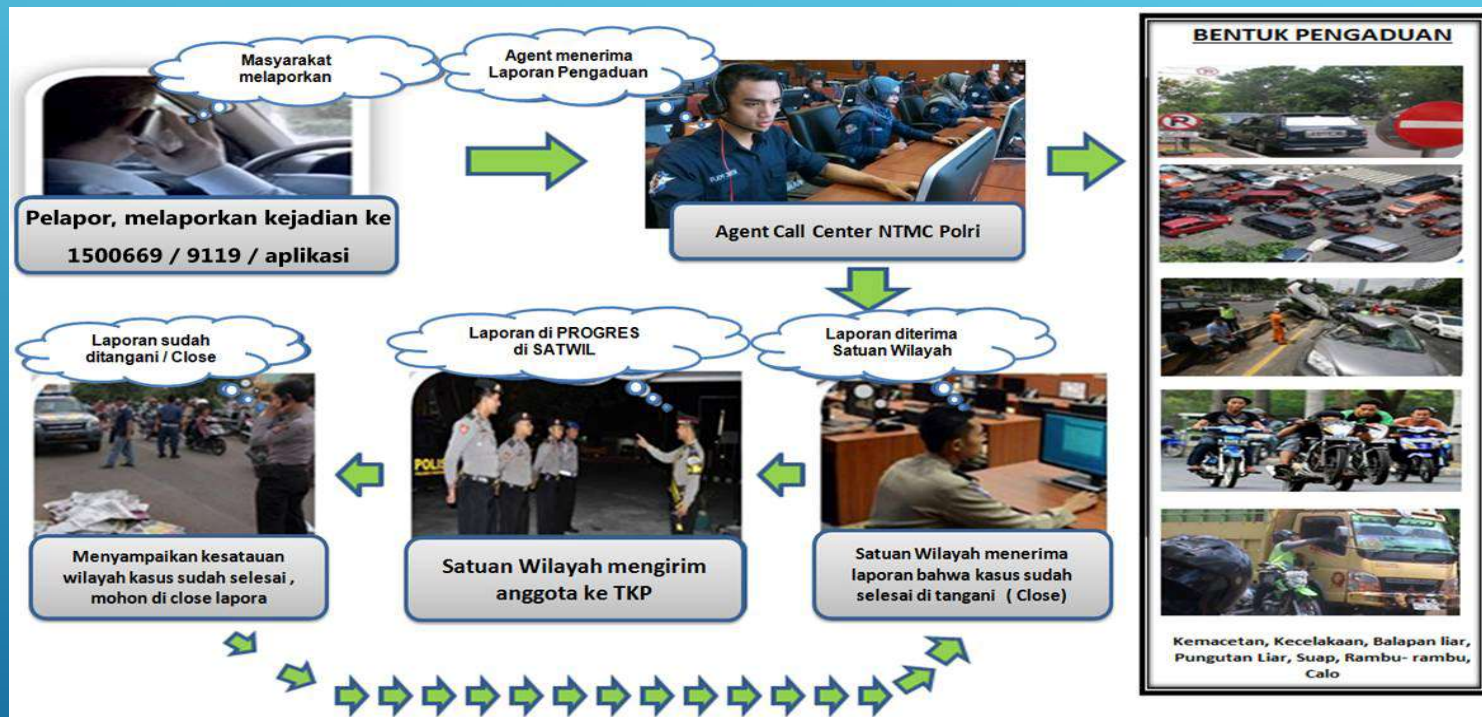 Masyarakat
melaporkan
Agent menerima
Laporan Pengaduan
Pelapor, melaporkan kejadian ke
1500669 / 9119 / aplikasi
Agent Call Center NTMC Polri
BENTUK PENGADUAN
Laporan sudah
ditangani / Close
Laporan di PROGRES
di SATWIL
Laporan diterima
Satuan Wilayah
POLIS
Menyampaikan kesatauan
wilayah kasus sudah selesai ,
mohon di close lapora
Satuan Wilayah mengirim
anggota ke TKP
Satuan Wilayah menerima
laporan bahwa kasus sudah
selesai di tangani ( Close)
Kemacetan, Kecelakaan, Balapan liar,
Pungutan Liar, Suap, Rambu- rambu,
Calo